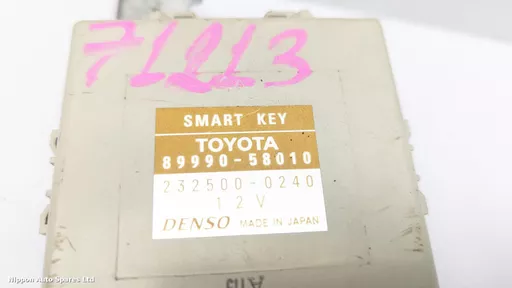 71213
SMART KEY
TOYOTA
89990-58010
232500-0240
12V
DENSO MADE IN JAPAN
Nippon Auto Spares Ltd